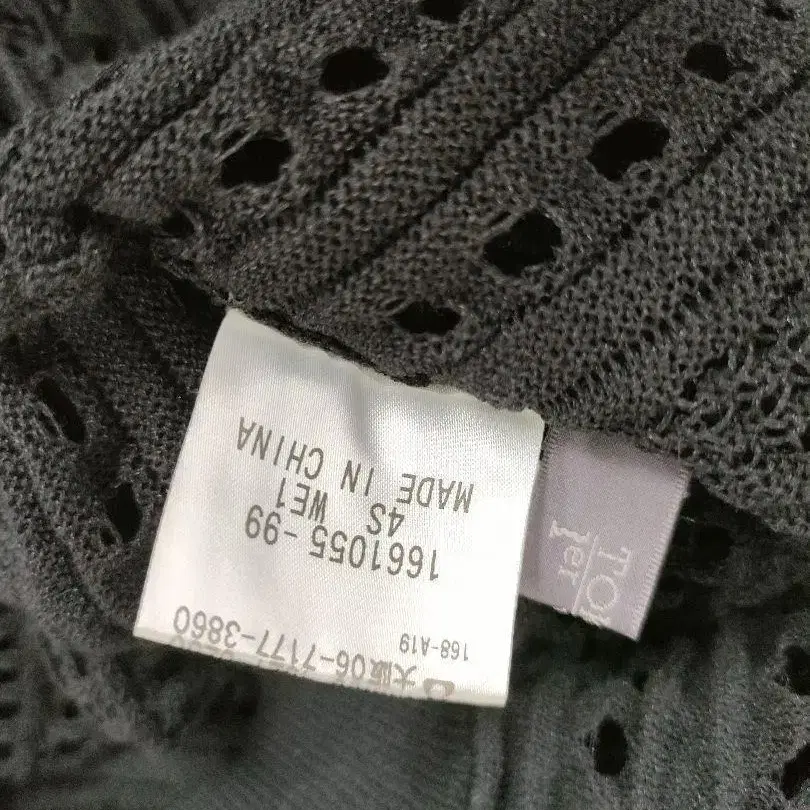 大阪06-7177-3860
168-A19
1661055-99
4S WE1
MADE IN CHINA